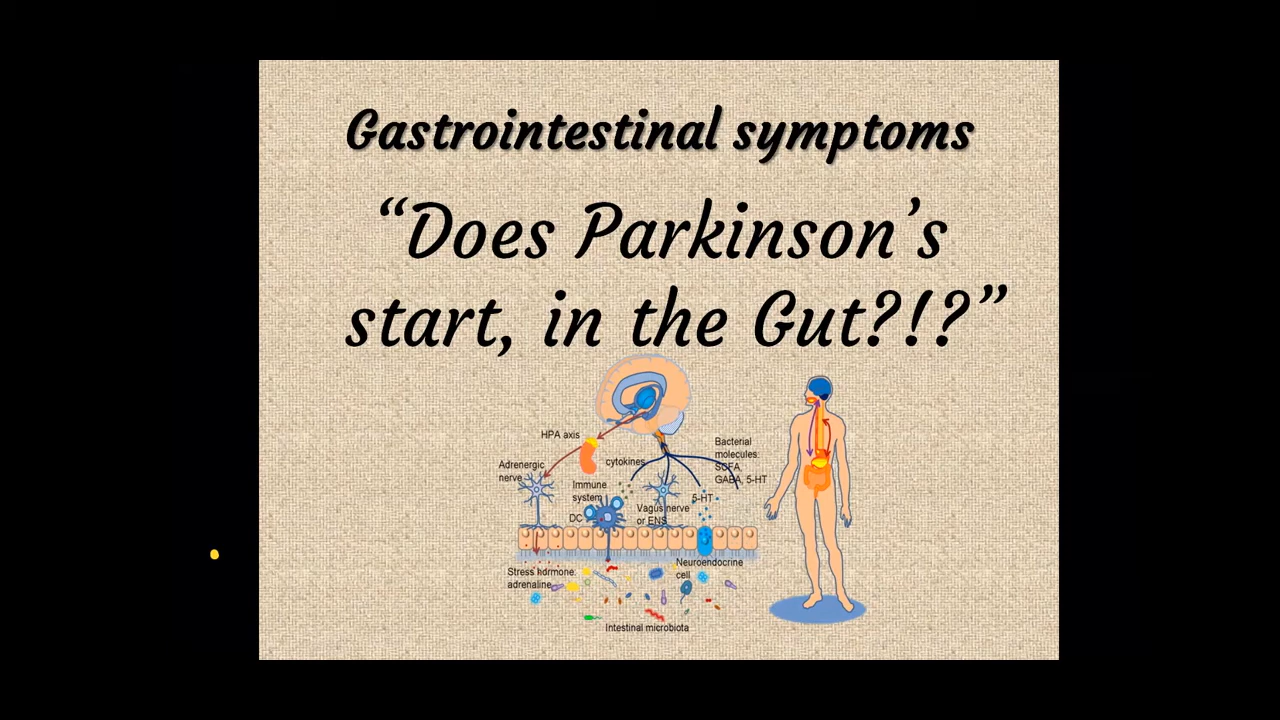 Gastrointestinal symptoms
“Does Parkinson’s
start, in the Gut?!?”
HPA axis
Adrenergic
nerve
cytokines
Bacterial
molecules:
SCFA,
GABA, 5-HT
Immune
system
DC
Vagus nerve
or ENS
5-HT
Neuroendocrine
cell
Stress hormone:
adrenaline
Intestinal microbiota